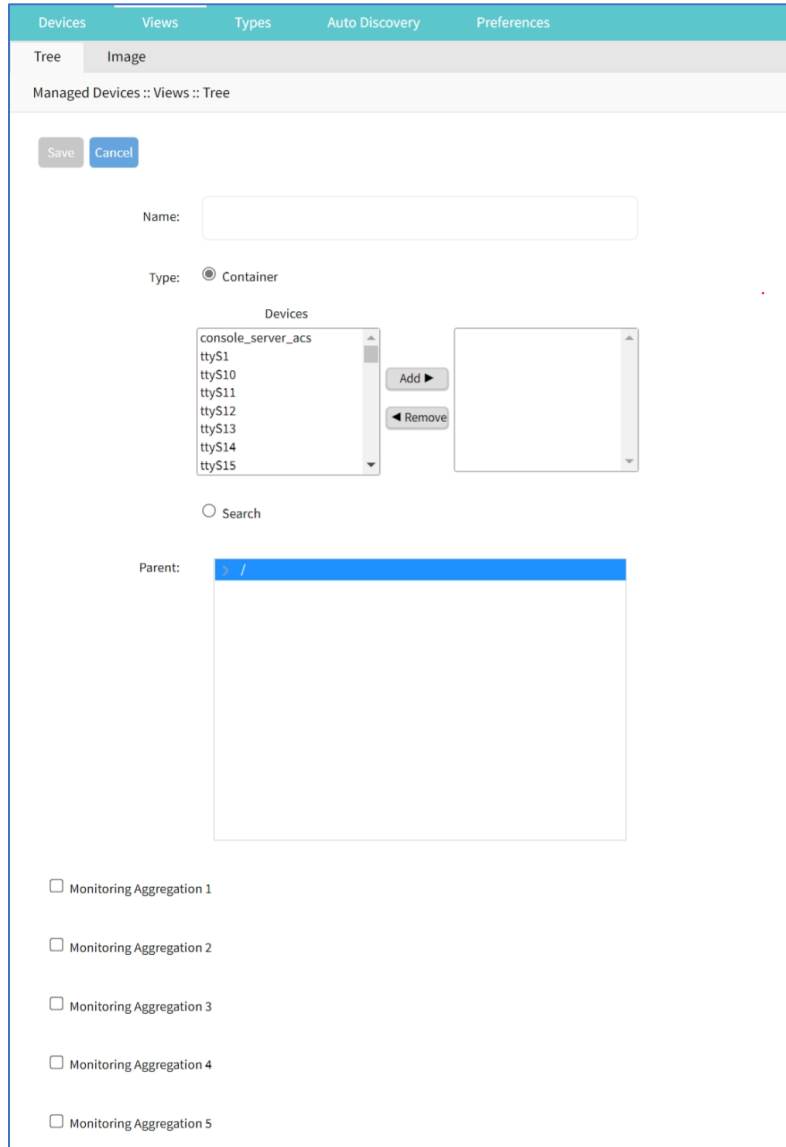 Devices Views Types Auto Discovery Preferences
Tree Image
Managed Devices :: Views :: Tree
Save Cancel
Name:
Type: Container
Devices
console_server_acs
ttyS1
ttyS10
ttyS11
ttyS12
ttyS13
ttyS14
ttyS15
Add ►
◄ Remove
Search
Parent: > /
Monitoring Aggregation 1
Monitoring Aggregation 2
Monitoring Aggregation 3
Monitoring Aggregation 4
Monitoring Aggregation 5